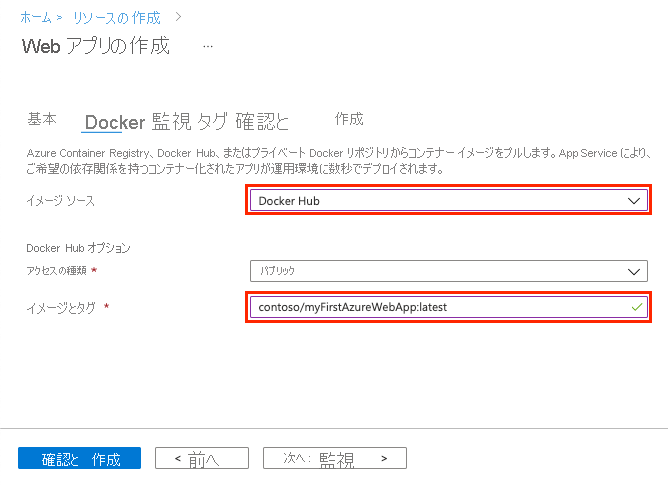 ホーム > リソースの作成 >
Web アプリの作成 ...
基本 Docker 監視 タグ 確認と 作成
Azure Container Registry、Docker Hub、またはプライベート Docker リポジトリからコンテナー イメージをプルします。App Service により、
ご希望の依存関係を持つコンテナー化されたアプリが運用環境に数秒でデプロイされます。
イメージ ソース Docker Hub
Docker Hub オプション
アクセスの種類 * パブリック
イメージとタグ * contoso/myFirstAzureWebApp:latest
確認と 作成 < 前へ 次へ: 監視 >